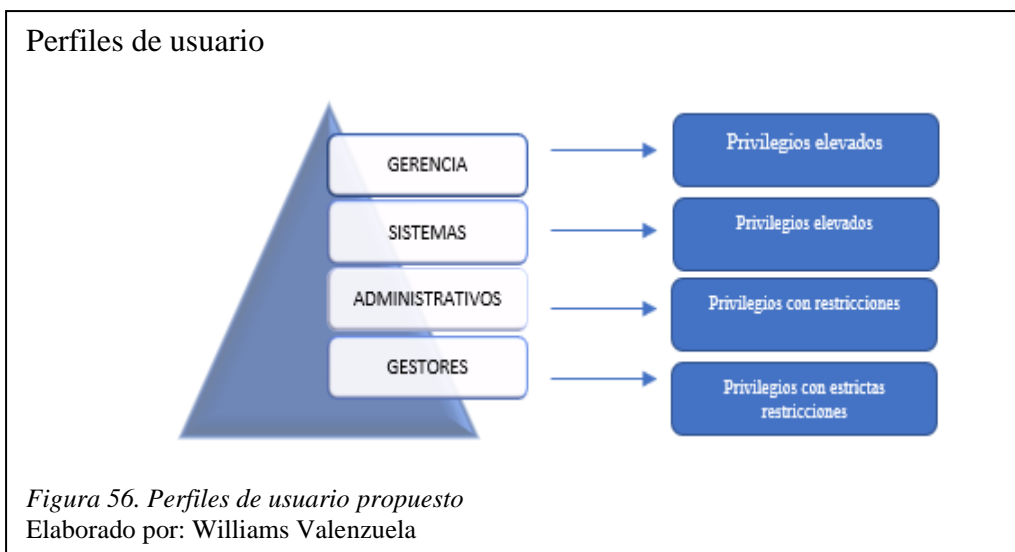 Perfiles de usuario
GERENCIA
Privilegios elevados
SISTEMAS
Privilegios elevados
ADMINISTRATIVOS
Privilegios con restricciones
GESTORES
Privilegios con estrictas
restricciones
Figura 56. Perfiles de usuario propuesto
Elaborado por: Williams Valenzuela